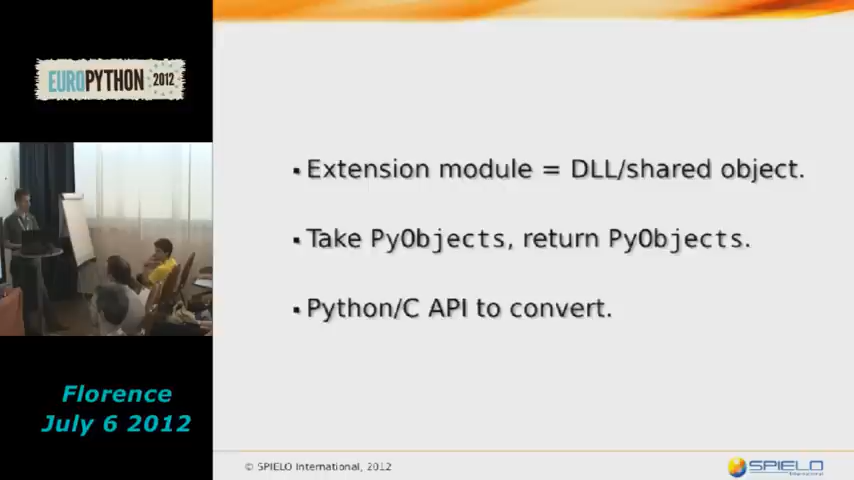 EUROPYTHON 2012
▪ Extension module = DLL/shared object.
▪ Take PyObjects, return PyObjects.
▪ Python/C API to convert.
Florence
July 6 2012
© SPIELO International, 2012
SPIELO
International